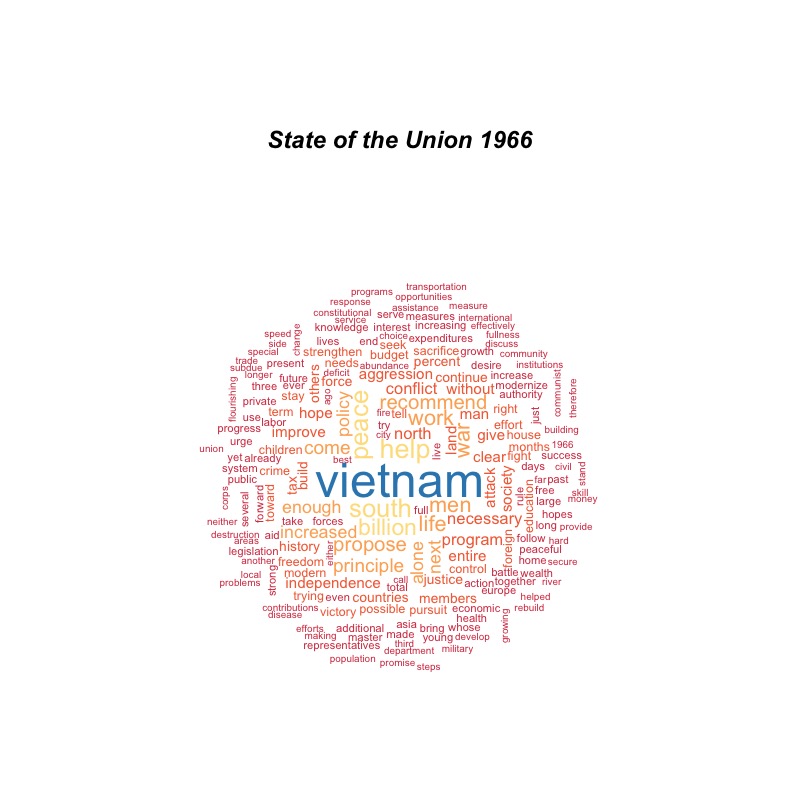 State of the Union 1966
transportation
programs
opportunities
response
assistance measure
constitutional serve measures international
service
knowledge interest increasing effectively
speed change choice expenditures fullness
side lives end seek discuss
special strengthen budget sacrifice growth community
trade present needs abundance percent desire institutions
subdue others deficit aggression continue increase communist
longer future force
three ever ago conflict without modernize therefore
flourishing private stay policy peace recommend authority
use term hope fire tell work man right just
labor try effort
progress improve city north land war give house building
urge
union children come best help live months 1966
yet already clear fight success
system crime build vietnam attack society days civil stand
public tax far past
corps several forward toward rule free skill
enough south full men education large money
neither take forces billion life necessary hopes
destruction aid increased long provide
areas history either propose alone next program foreign follow hard
legislation peaceful
another freedom principle entire home secure
local strong modern call control battle wealth
problems independence total justice action together river
trying even countries members europe helped
contributions victory possible pursuit economic growing rebuild
disease health
efforts additional asia bring whose
making master made young develop
representatives third military
department
population promise steps